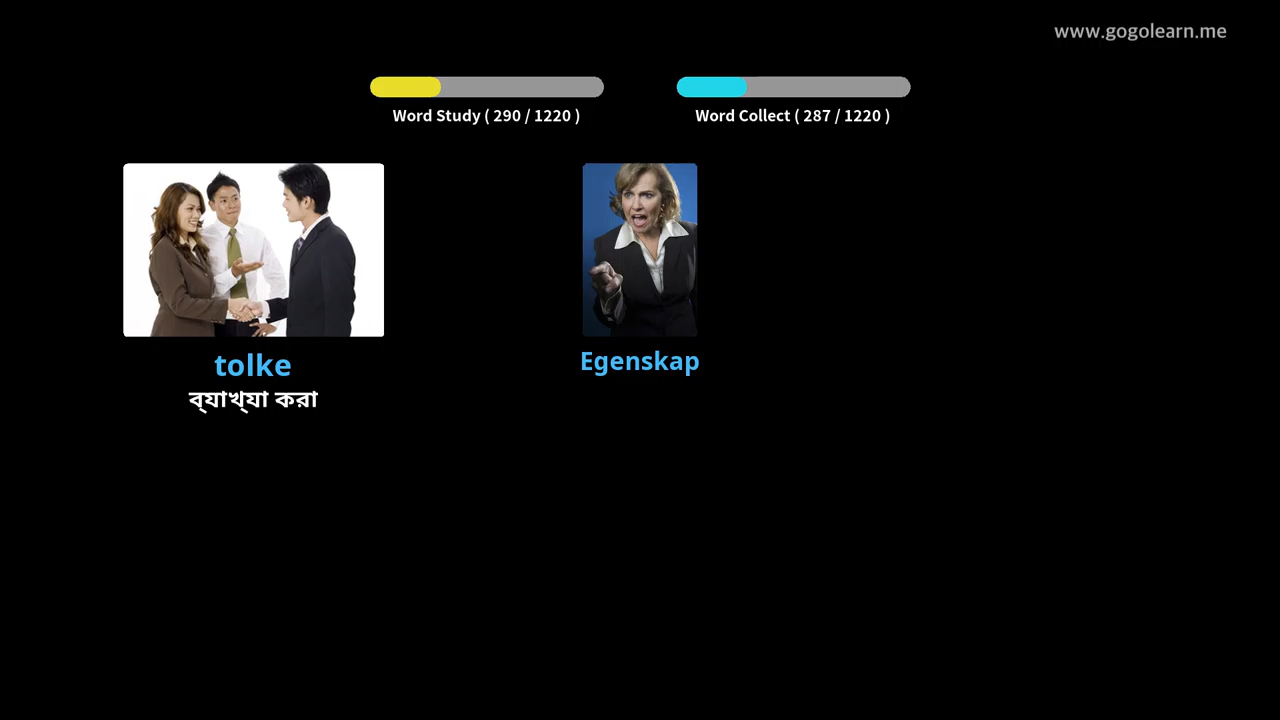 www.gogolearn.me
Word Study ( 290 / 1220 )
Word Collect ( 287 / 1220 )
tolke
ব্যাখ্যা করা
Egenskap